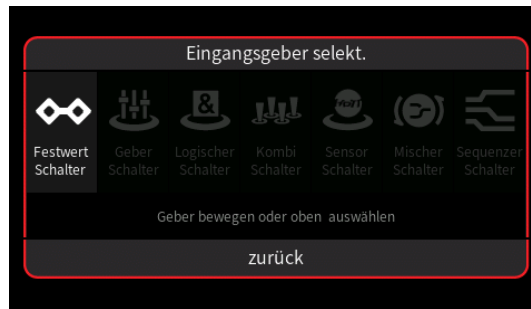 Eingangsgeber selekt.
&
Festwert Geber Logischer Kombi Sensor Mischer Sequenzer
Schalter Schalter Schalter Schalter Schalter Schalter Schalter
Geber bewegen oder oben auswählen
zurück